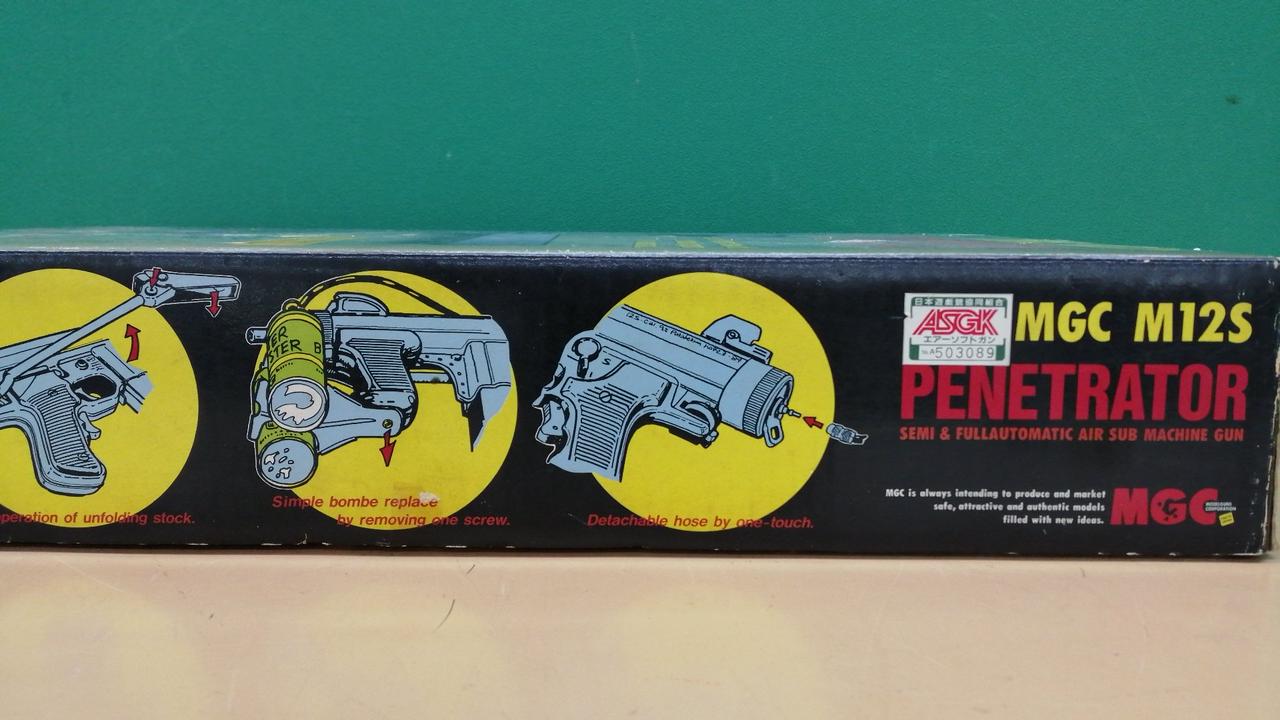 operation of unfolding stock.
Simple bombe replace
by removing one screw.
Detachable hose by one-touch.
日本遊戯銃協同組合
ASGK
エアーソフトガン
No.A503089
MGC M12S
PENETRATOR
SEMI & FULLAUTOMATIC AIR SUB MACHINE GUN
MGC is always intending to produce and market
safe, attractive and authentic models
filled with new ideas.
MGC
MODELGUNS
CORPORATION